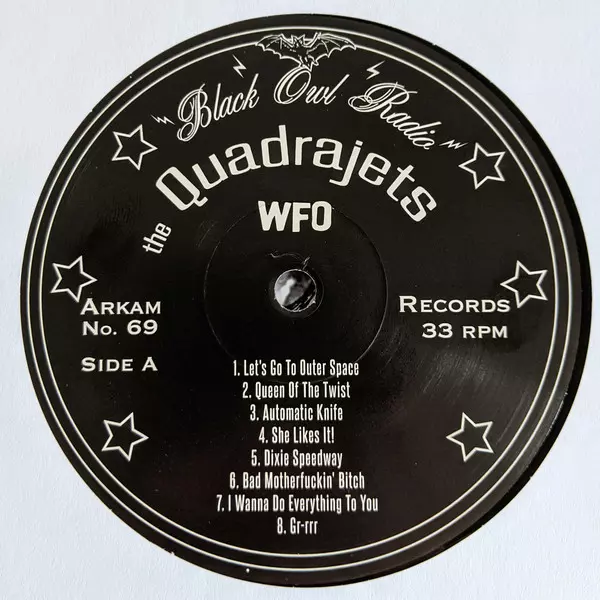 Black Owl Radio
the Quadrajets
WFO
ARKAM
No. 69
SIDE A
RECORDS
33 RPM
1. Let's Go To Outer Space
2. Queen Of The Twist
3. Automatic Knife
4. She Likes It!
5. Dixie Speedway
6. Bad Motherfuckin' Bitch
7. I Wanna Do Everything To You
8. Gr-rrr